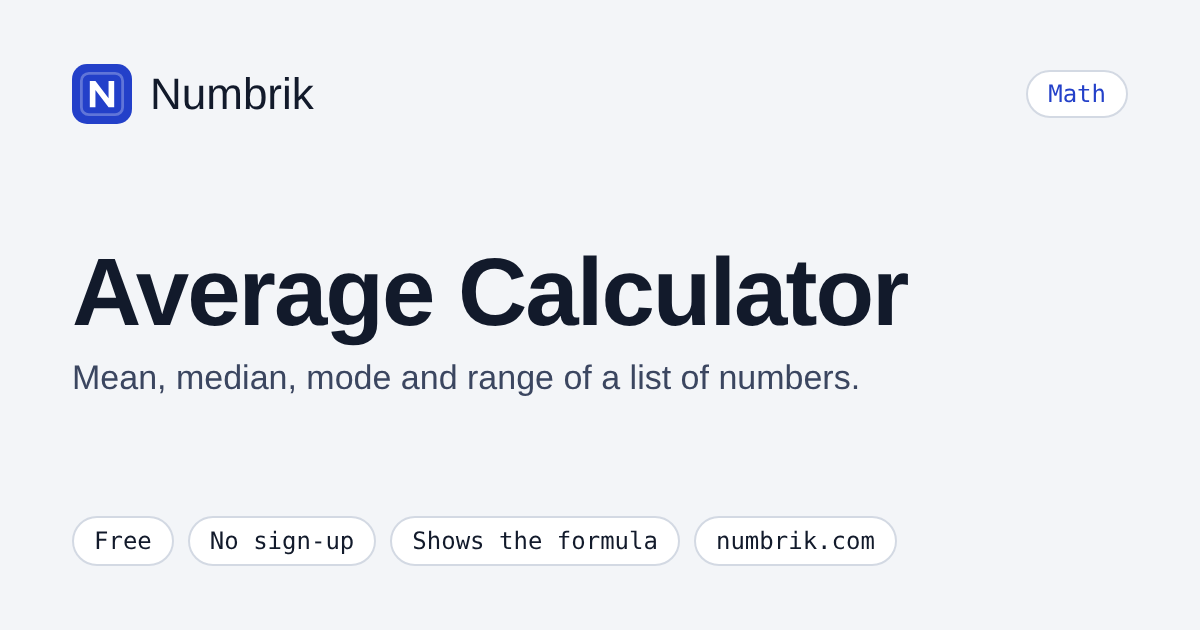 N Numbrik
Math
Average Calculator
Mean, median, mode and range of a list of numbers.
Free
No sign-up
Shows the formula
numbrik.com